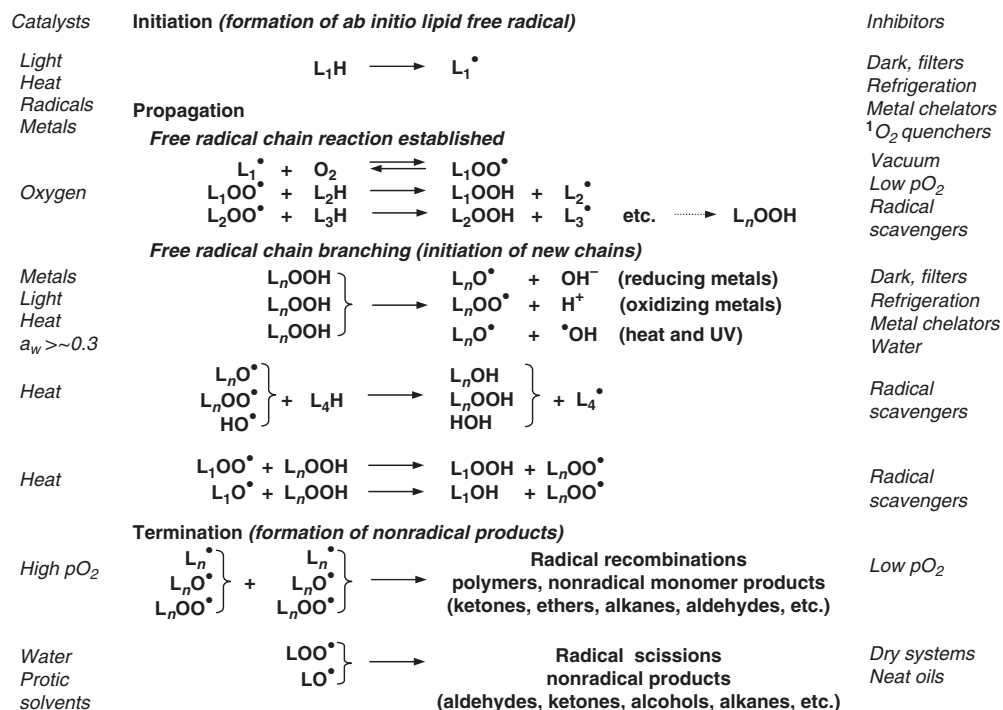 Catalysts Initiation (formation of ab initio lipid free radical) Inhibitors
Light L₁H ⟶ L₁• Dark, filters
Heat Refrigeration
Radicals Propagation Metal chelators
Metals Free radical chain reaction established ¹O₂ quenchers
L₁• + O₂ ⇄ L₁OO• Vacuum
Oxygen L₁OO• + L₂H ⟶ L₁OOH + L₂• Low pO₂
L₂OO• + L₃H ⟶ L₂OOH + L₃• etc. ⇢ LₙOOH Radical
scavengers
Free radical chain branching (initiation of new chains)
Metals LₙOOH LₙO• + OH⁻ (reducing metals) Dark, filters
Light LₙOOH ⟶ LₙOO• + H⁺ (oxidizing metals) Refrigeration
Heat LₙOOH LₙO• + •OH (heat and UV) Metal chelators
a_w >~0.3 Water
LₙO• LₙOH
Heat LₙOO• + L₄H ⟶ LₙOOH + L₄• Radical
HO• HOH scavengers
L₁OO• + LₙOOH ⟶ L₁OOH + LₙOO•
Heat L₁O• + LₙOOH ⟶ L₁OH + LₙOO• Radical
scavengers
Termination (formation of nonradical products)
Lₙ• Lₙ• Radical recombinations
High pO₂ LₙO• + LₙO• ⟶ polymers, nonradical monomer products Low pO₂
LₙOO• LₙOO• (ketones, ethers, alkanes, aldehydes, etc.)
Water LOO• ⟶ Radical scissions Dry systems
Protic LO• nonradical products Neat oils
solvents (aldehydes, ketones, alcohols, alkanes, etc.)